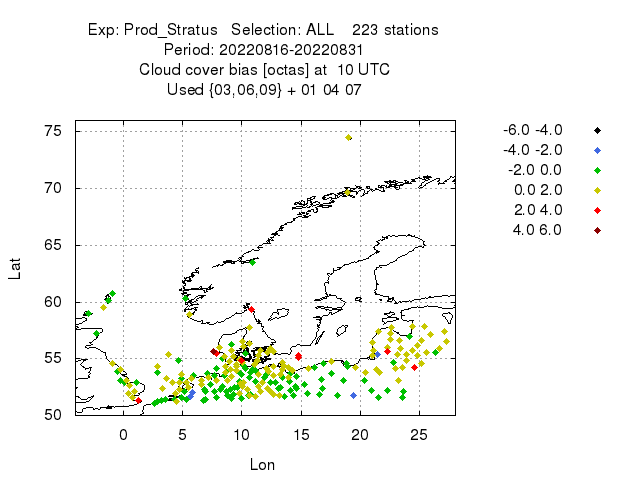 Exp: Prod_Stratus Selection: ALL 223 stations
Period: 20220816-20220831
Cloud cover bias [octas] at 10 UTC
Used {03,06,09} + 01 04 07
75
70
65
60
55
50
Lat
0 5 10 15 20 25
Lon
-6.0 -4.0
-4.0 -2.0
-2.0 0.0
0.0 2.0
2.0 4.0
4.0 6.0